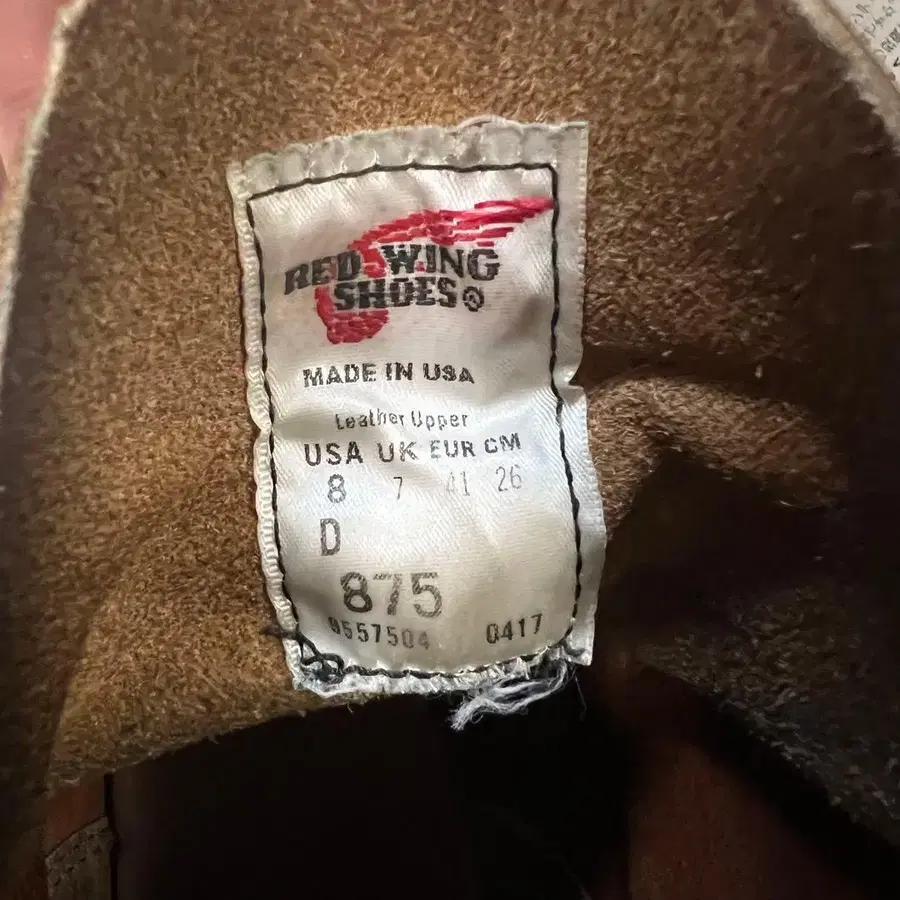 RED WING
SHOES®
MADE IN USA
Leather Upper
USA UK EUR CM
8 7 41 26
D
875
9557504 0417